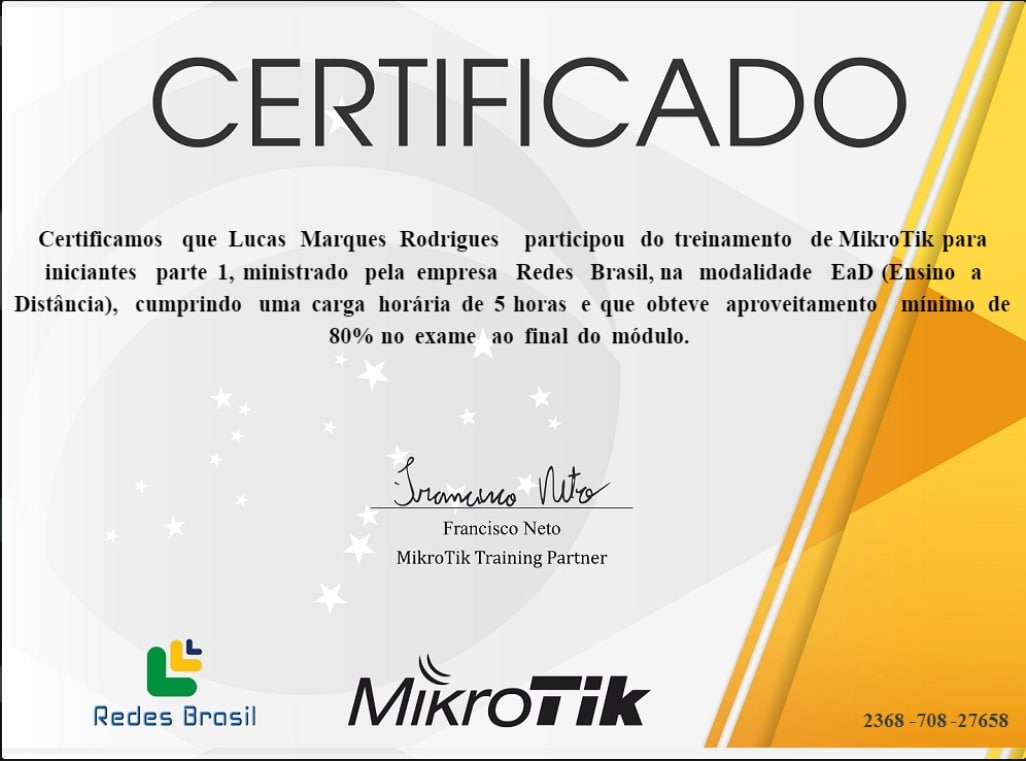 CERTIFICADO
Certificamos que Lucas Marques Rodrigues participou do treinamento de MikroTik para
iniciantes parte 1, ministrado pela empresa Redes Brasil, na modalidade EaD (Ensino a
Distância), cumprindo uma carga horária de 5 horas e que obteve aproveitamento mínimo de
80% no exame ao final do módulo.
Francisco Neto
Francisco Neto
MikroTik Training Partner
Redes Brasil
MikroTik
2368 -708 -27658